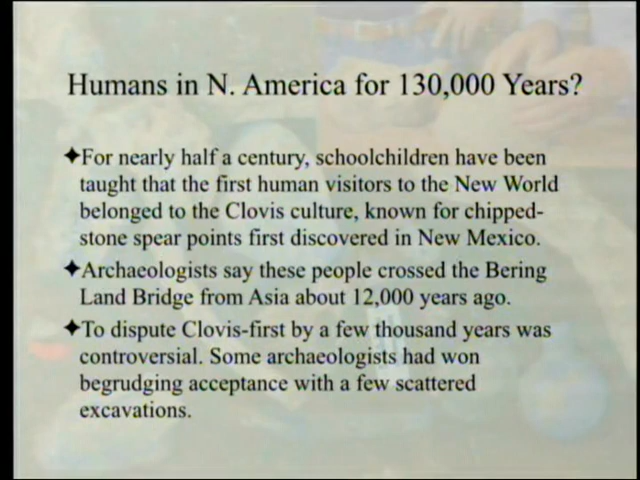 Humans in N. America for 130,000 Years?
✦For nearly half a century, schoolchildren have been
taught that the first human visitors to the New World
belonged to the Clovis culture, known for chipped-
stone spear points first discovered in New Mexico.
✦Archaeologists say these people crossed the Bering
Land Bridge from Asia about 12,000 years ago.
✦To dispute Clovis-first by a few thousand years was
controversial. Some archaeologists had won
begrudging acceptance with a few scattered
excavations.